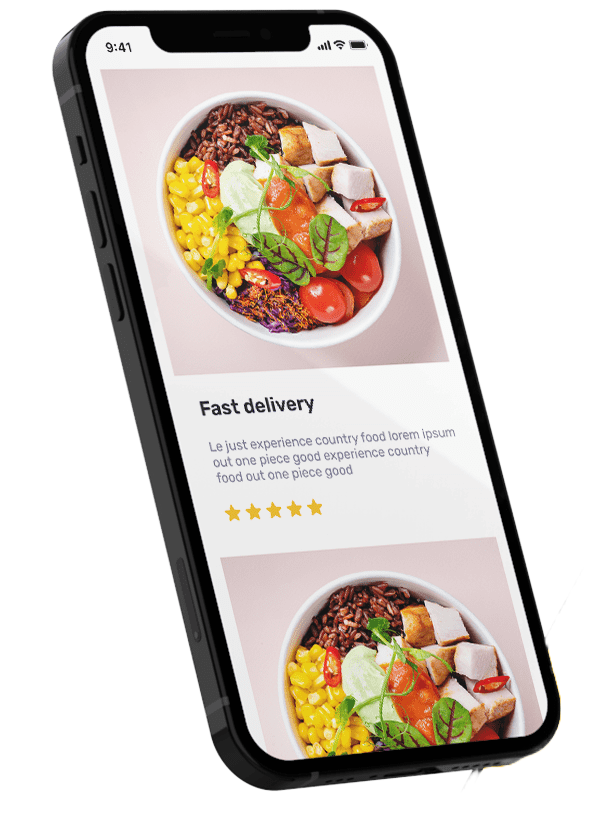 9:41
Fast delivery
Le just experience country food lorem ipsum
out one piece good experience country
food out one piece good